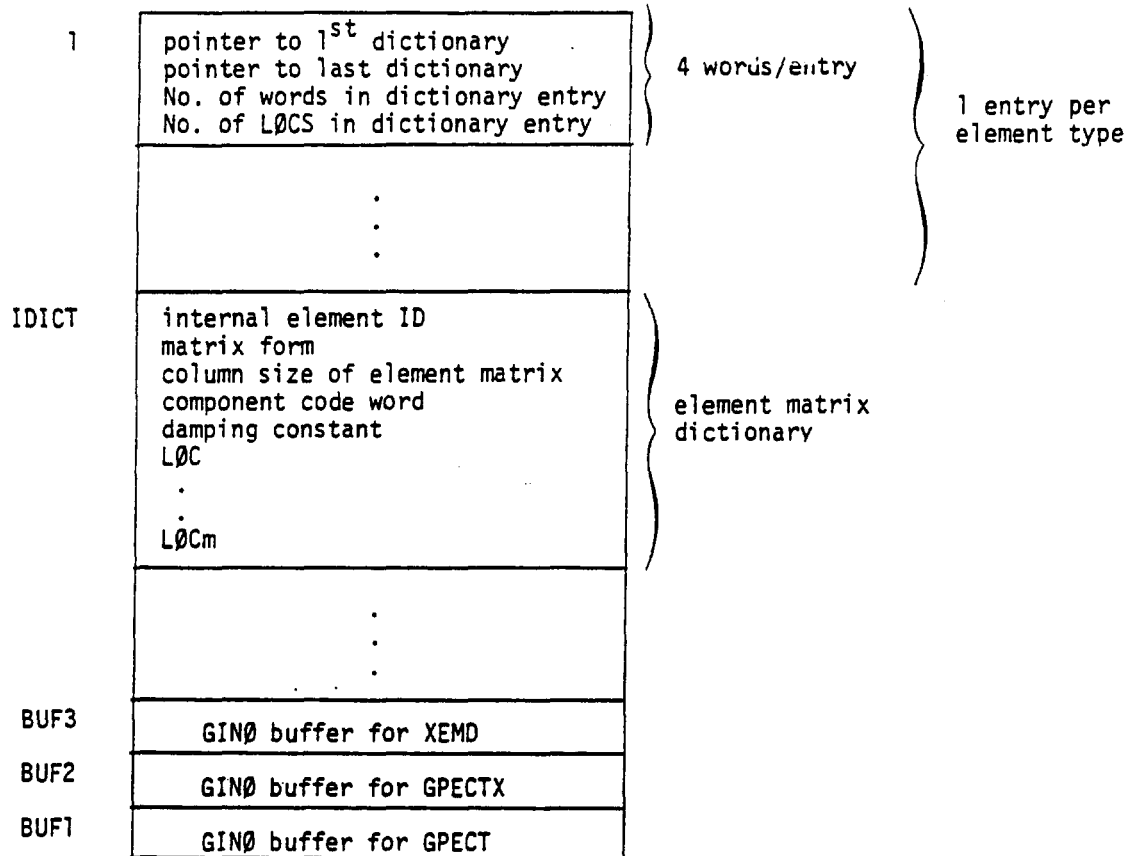 1
pointer to 1st dictionary
pointer to last dictionary
No. of words in dictionary entry
No. of LØCS in dictionary entry
4 words/entry
1 entry per
element type
.
.
.
IDICT
internal element ID
matrix form
column size of element matrix
component code word
damping constant
LØC
.
.
LØCm
element matrix
dictionary
.
.
.
BUF3
GINØ buffer for XEMD
BUF2
GINØ buffer for GPECTX
BUF1
GINØ buffer for GPECT